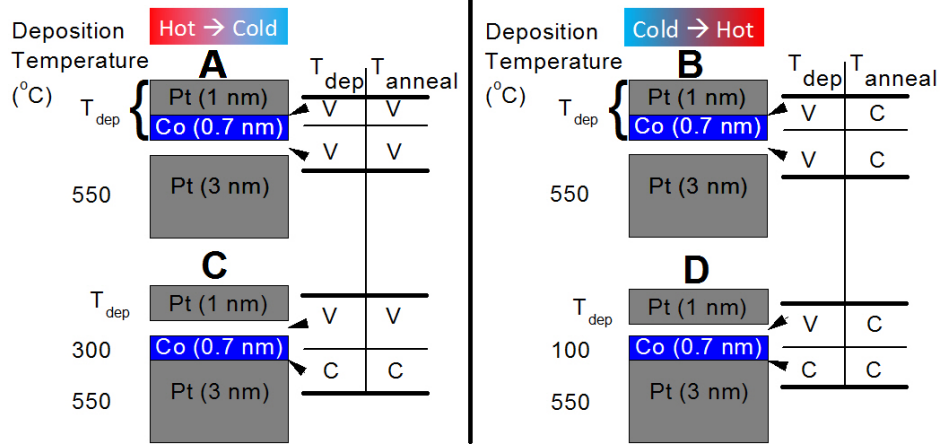 Deposition
Temperature
(°C)
Hot → Cold
A
T dep T anneal
T dep { Pt (1 nm) V V
Co (0.7 nm)
V V
550 Pt (3 nm)
C
T dep Pt (1 nm)
V V
300 Co (0.7 nm)
C C
550 Pt (3 nm)
Deposition
Temperature
(°C)
Cold → Hot
B
T dep T anneal
T dep { Pt (1 nm) V C
Co (0.7 nm)
V C
550 Pt (3 nm)
D
T dep Pt (1 nm)
V C
100 Co (0.7 nm)
C C
550 Pt (3 nm)